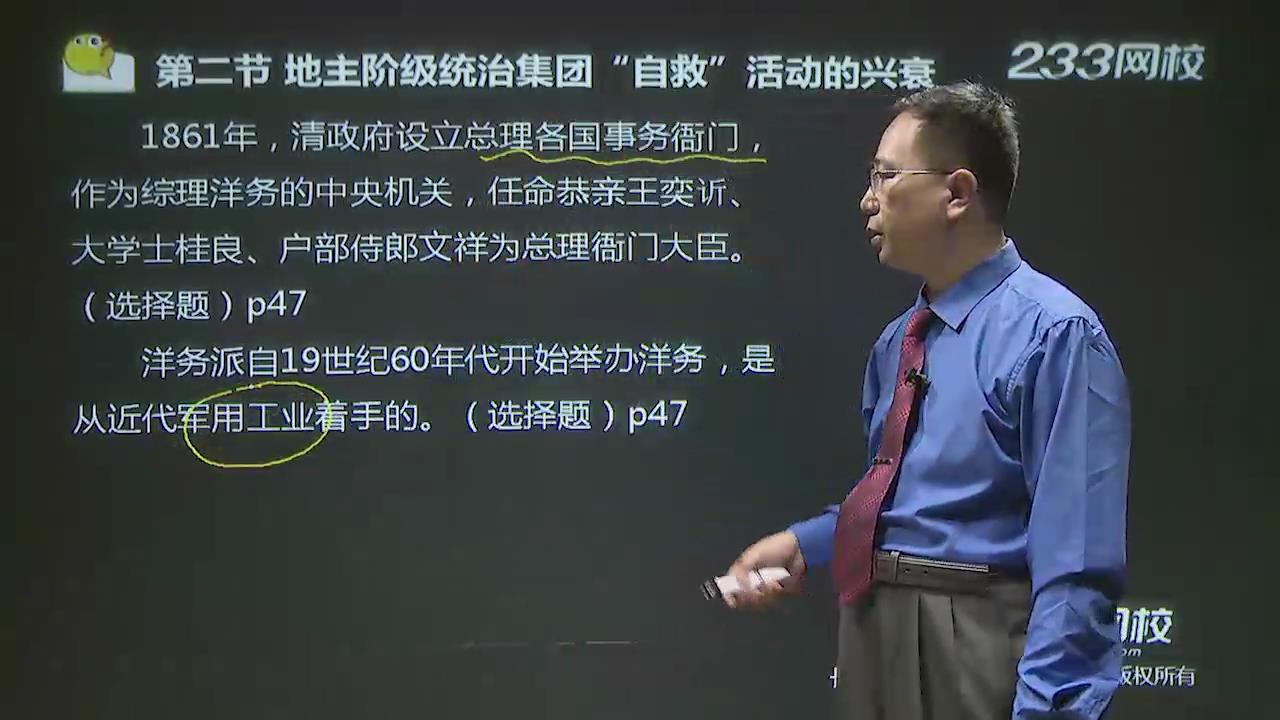 第二节 地主阶级统治集团“自救”活动的兴衰
233网校
1861年，清政府设立总理各国事务衙门，
作为综理洋务的中央机关，任命恭亲王奕䜣、
大学士桂良、户部侍郎文祥为总理衙门大臣。
（选择题）p47
洋务派自19世纪60年代开始举办洋务，是
从近代军用工业着手的。（选择题）p47
网校
版权所有